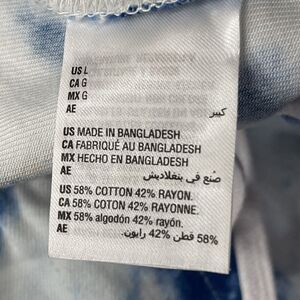 US L
CA G
MX G
AE كبير
US MADE IN BANGLADESH
CA FABRIQUÉ AU BANGLADESH
MX HECHO EN BANGLADESH
AE صُنع في بنغلاديش
US 58% COTTON 42% RAYON.
CA 58% COTON 42% RAYONNE.
MX 58% algodón 42% rayón.
AE 58% قطن 42% رايون.